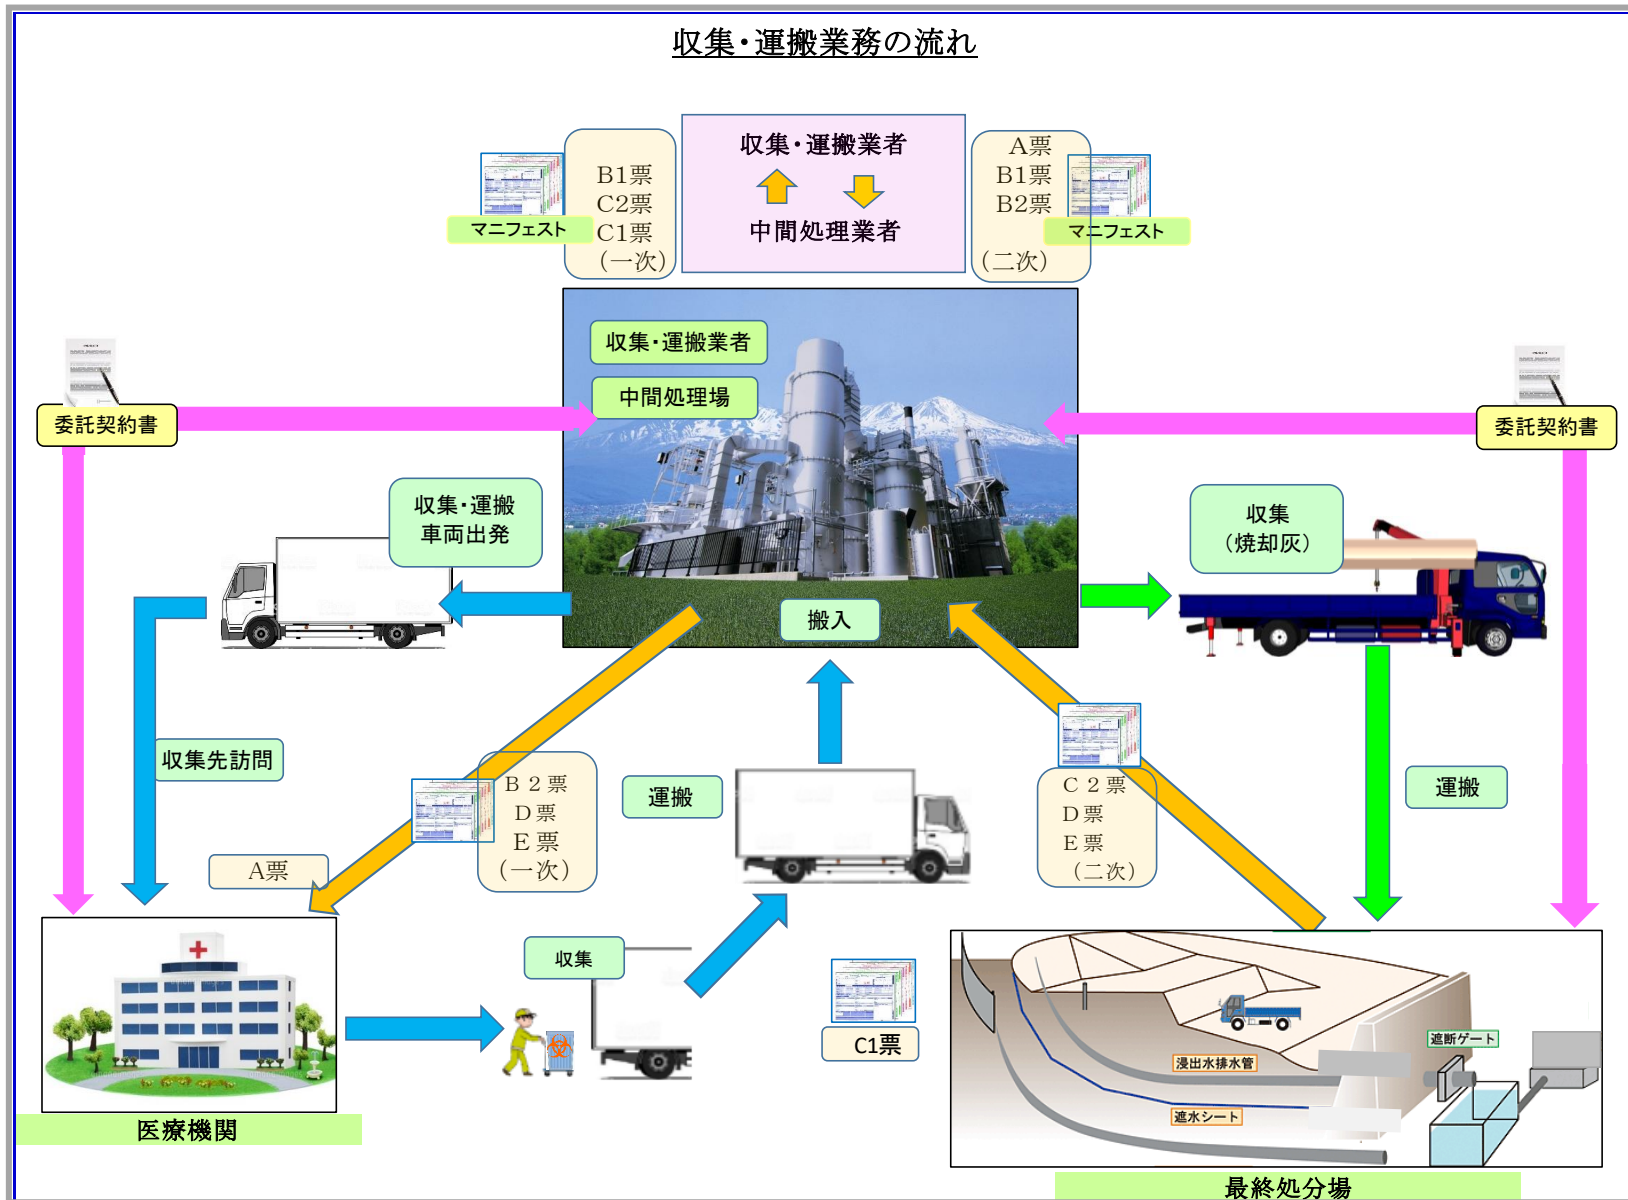 収集・運搬業務の流れ
マニフェスト
B1票
C2票
C1票
(一次)
収集・運搬業者
中間処理業者
A票
B1票
B2票
(二次)
マニフェスト
収集・運搬業者
中間処理場
委託契約書
委託契約書
収集・運搬
車両出発
収集
(焼却灰)
搬入
収集先訪問
B2票
D票
E票
(一次)
運搬
C2票
D票
E票
(二次)
運搬
A票
収集
C1票
遮断ゲート
浸出水排水管
遮水シート
医療機関
最終処分場